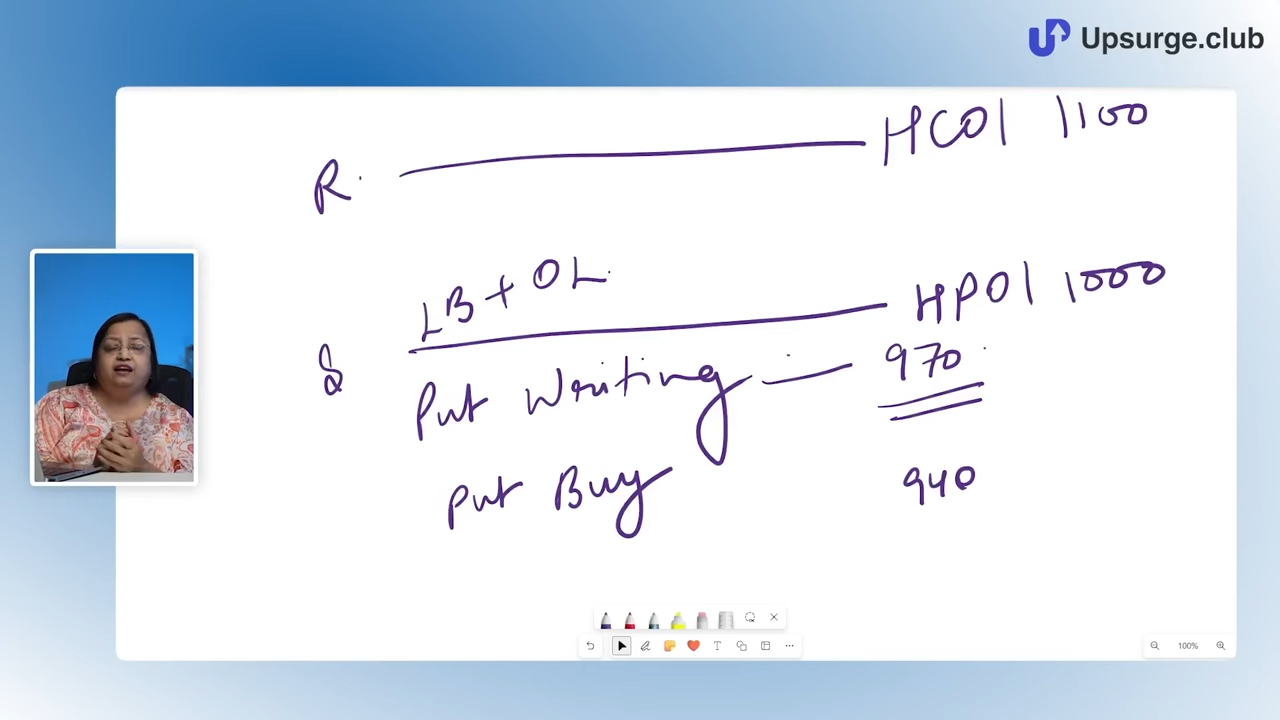 Upsurge.club
HCOI 1100
R.
LB + OL
HPOI 1000
S
Put Writing — 970
Put Buy 940
T
100%